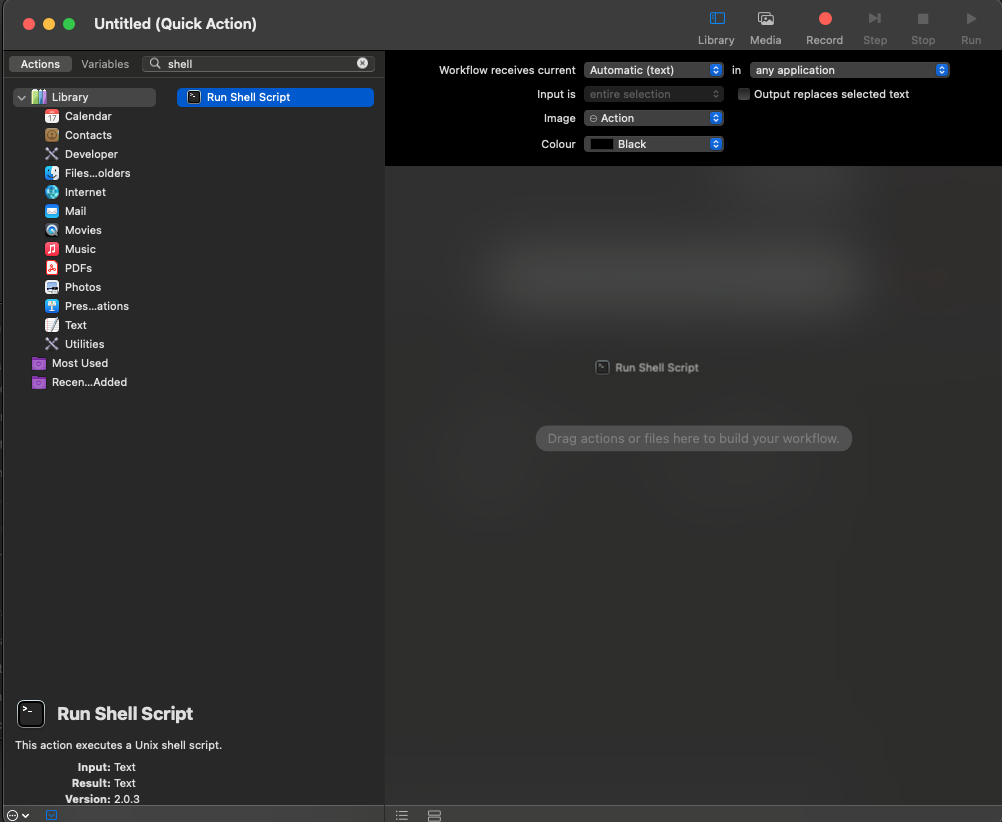 Untitled (Quick Action)
Library
Media
Record
Step
Stop
Run
Actions
Variables
shell
Library
Calendar
Contacts
Developer
Files...olders
Internet
Mail
Movies
Music
PDFs
Photos
Pres...ations
Text
Utilities
Most Used
Recen...Added
Run Shell Script
Workflow receives current Automatic (text) in any application
Input is entire selection Output replaces selected text
Image Action
Colour Black
Run Shell Script
Drag actions or files here to build your workflow.
Run Shell Script
This action executes a Unix shell script.
Input: Text
Result: Text
Version: 2.0.3